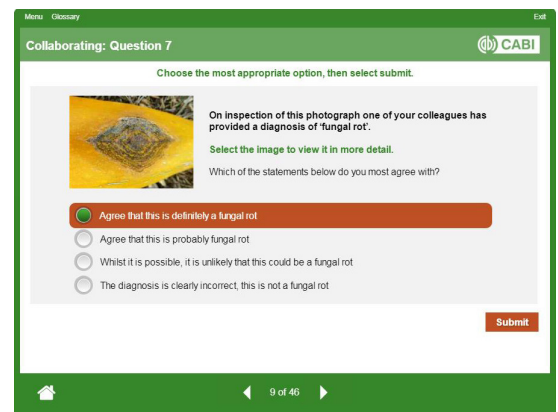 Menu Glossary Exit
Collaborating: Question 7
CABI
Choose the most appropriate option, then select submit.
On inspection of this photograph one of your colleagues has
provided a diagnosis of 'fungal rot'.
Select the image to view it in more detail.
Which of the statements below do you most agree with?
Agree that this is definitely a fungal rot
Agree that this is probably fungal rot
Whilst it is possible, it is unlikely that this could be a fungal rot
The diagnosis is clearly incorrect, this is not a fungal rot
Submit
9 of 46